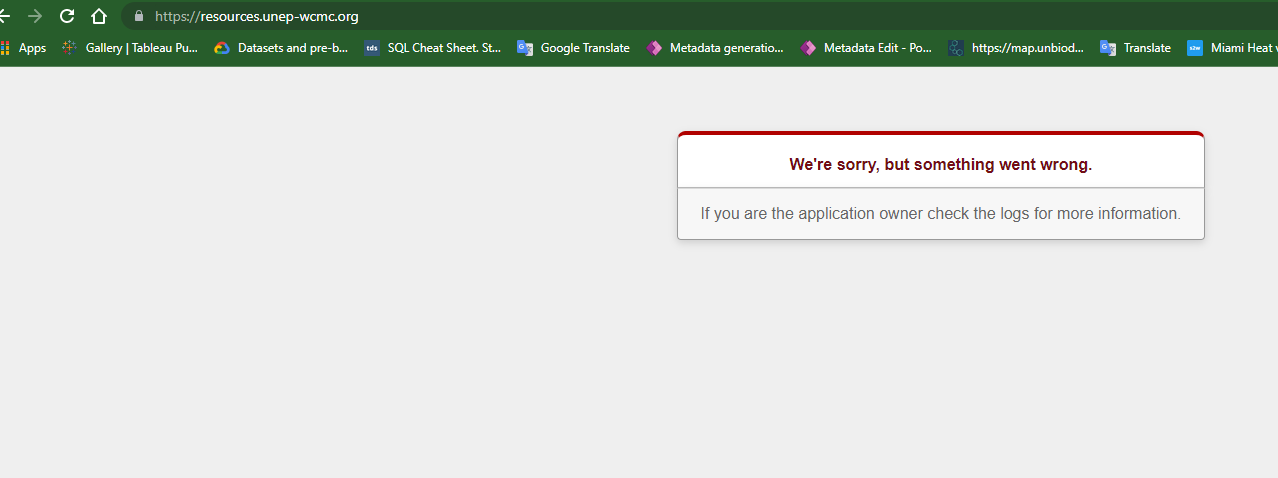 https://resources.unep-wcmc.org
Apps Gallery | Tableau Pu... Datasets and pre-b... tds SQL Cheat Sheet. St... Google Translate Metadata generatio... Metadata Edit - Po... https://map.unbiod... Translate s2w Miami Heat v
We're sorry, but something went wrong.
If you are the application owner check the logs for more information.